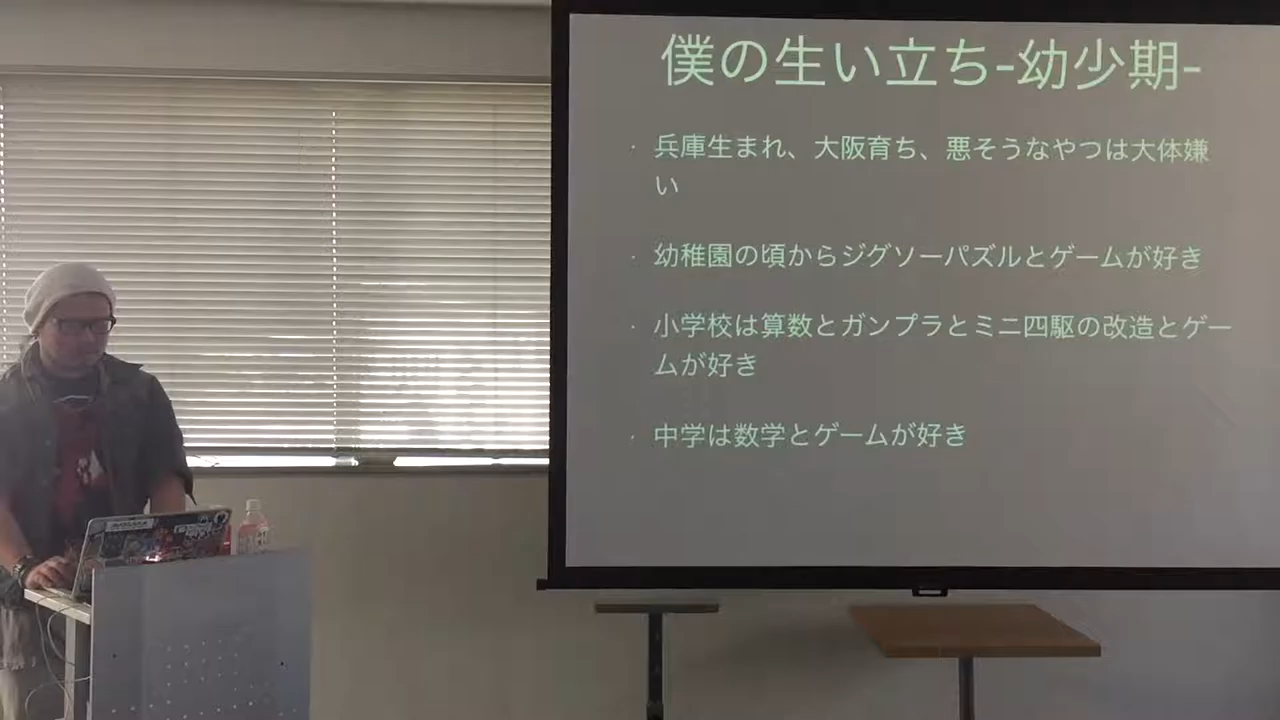 僕の生い立ち-幼少期-
・兵庫生まれ、大阪育ち、悪そうなやつは大体嫌
い
・幼稚園の頃からジグソーパズルとゲームが好き
・小学校は算数とガンプラとミニ四駆の改造とゲー
ムが好き
・中学は数学とゲームが好き